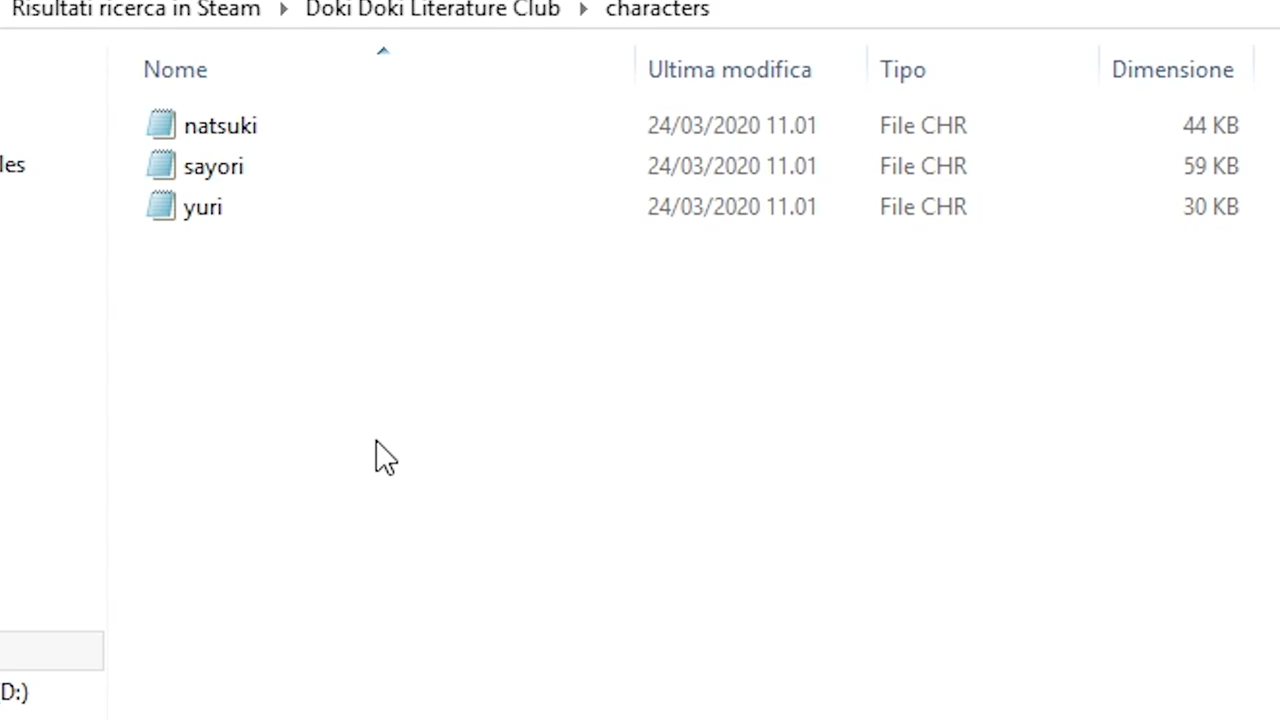 Risultati ricerca in Steam Doki Doki Literature Club characters
Nome Ultima modifica Tipo Dimensione
natsuki 24/03/2020 11.01 File CHR 44 KB
les
sayori 24/03/2020 11.01 File CHR 59 KB
yuri 24/03/2020 11.01 File CHR 30 KB
(D:)